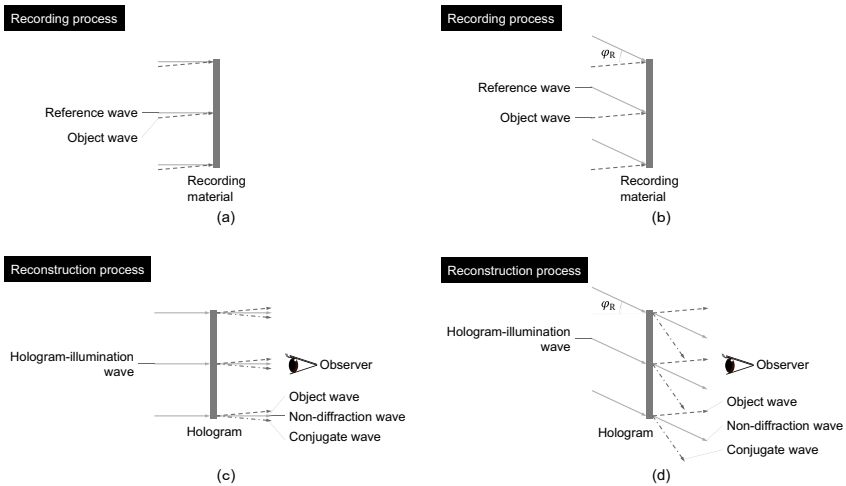 Recording process
Reference wave
Object wave
Recording
material
(a)
Recording process
φR
Reference wave
Object wave
Recording
material
(b)
Reconstruction process
Hologram-illumination
wave
Observer
Object wave
Non-diffraction wave
Conjugate wave
Hologram
(c)
Reconstruction process
φR
Hologram-illumination
wave
Observer
Object wave
Non-diffraction wave
Conjugate wave
Hologram
(d)